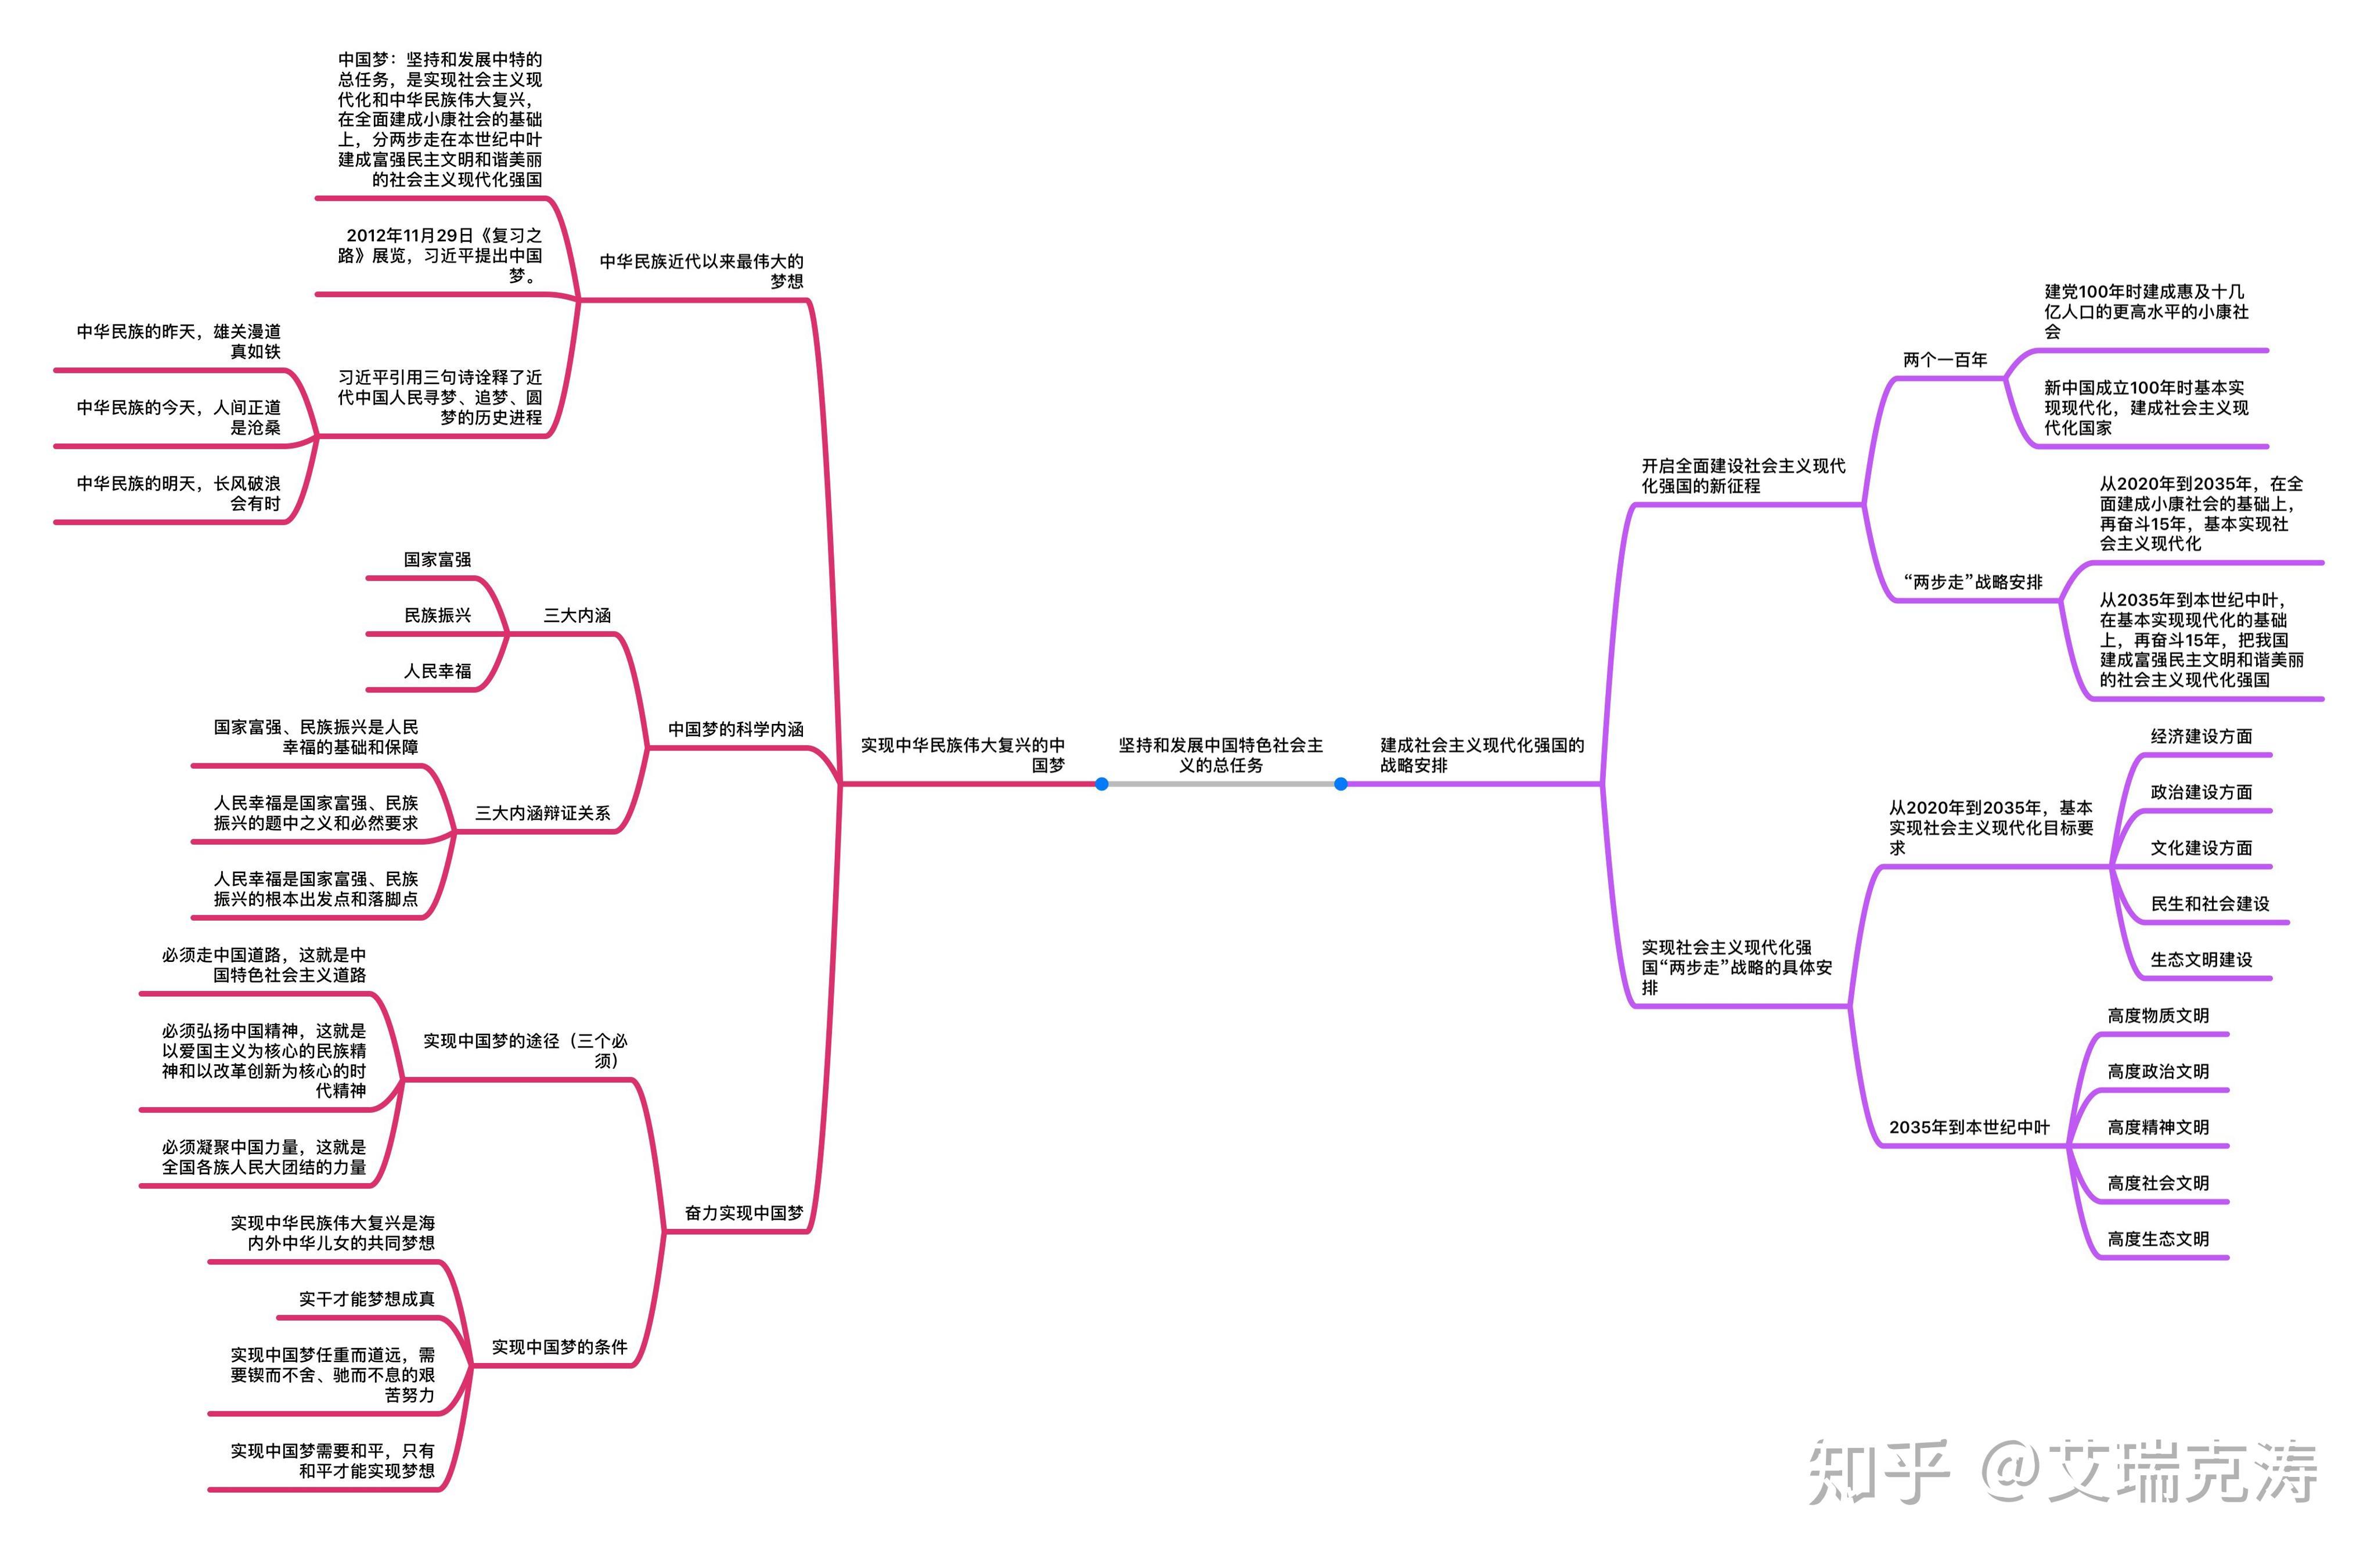 坚持和发展中国特色社会主
义的总任务
实现中华民族伟大复兴的中
国梦
中华民族近代以来最伟大的
梦想
中国梦：坚持和发展中特的
总任务，是实现社会主义现
代化和中华民族伟大复兴，
在全面建成小康社会的基础
上，分两步走在本世纪中叶
建成富强民主文明和谐美丽
的社会主义现代化强国
2012年11月29日《复习之
路》展览，习近平提出中国
梦。
习近平引用三句诗诠释了近
代中国人民寻梦、追梦、圆
梦的历史进程
中华民族的昨天，雄关漫道
真如铁
中华民族的今天，人间正道
是沧桑
中华民族的明天，长风破浪
会有时
中国梦的科学内涵
三大内涵
国家富强
民族振兴
人民幸福
三大内涵辩证关系
国家富强、民族振兴是人民
幸福的基础和保障
人民幸福是国家富强、民族
振兴的题中之义和必然要求
人民幸福是国家富强、民族
振兴的根本出发点和落脚点
奋力实现中国梦
实现中国梦的途径（三个必
须）
必须走中国道路，这就是中
国特色社会主义道路
必须弘扬中国精神，这就是
以爱国主义为核心的民族精
神和以改革创新为核心的时
代精神
必须凝聚中国力量，这就是
全国各族人民大团结的力量
实现中国梦的条件
实现中华民族伟大复兴是海
内外中华儿女的共同梦想
实干才能梦想成真
实现中国梦任重而道远，需
要锲而不舍、驰而不息的艰
苦努力
实现中国梦需要和平，只有
和平才能实现梦想
建成社会主义现代化强国的
战略安排
开启全面建设社会主义现代
化强国的新征程
两个一百年
建党100年时建成惠及十几
亿人口的更高水平的小康社
会
新中国成立100年时基本实
现现代化，建成社会主义现
代化国家
“两步走”战略安排
从2020年到2035年，在全
面建成小康社会的基础上，
再奋斗15年，基本实现社
会主义现代化
从2035年到本世纪中叶，
在基本实现现代化的基础
上，再奋斗15年，把我国
建成富强民主文明和谐美丽
的社会主义现代化强国
实现社会主义现代化强
国“两步走”战略的具体安
排
从2020年到2035年，基本
实现社会主义现代化目标要
求
经济建设方面
政治建设方面
文化建设方面
民生和社会建设
生态文明建设
2035年到本世纪中叶
高度物质文明
高度政治文明
高度精神文明
高度社会文明
高度生态文明
知乎 @艾瑞克涛